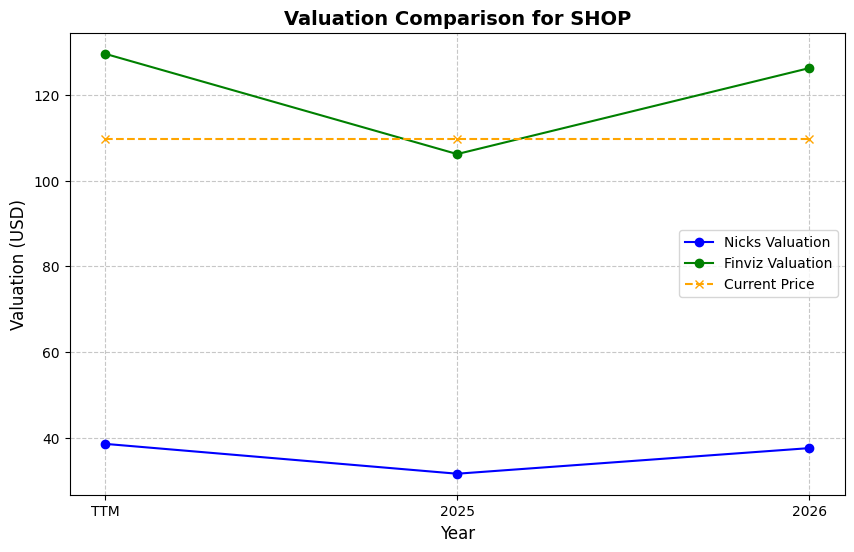 Valuation Comparison for SHOP
Valuation (USD)
120
100
80
60
40
Nicks Valuation
Finviz Valuation
Current Price
TTM
2025
2026
Year